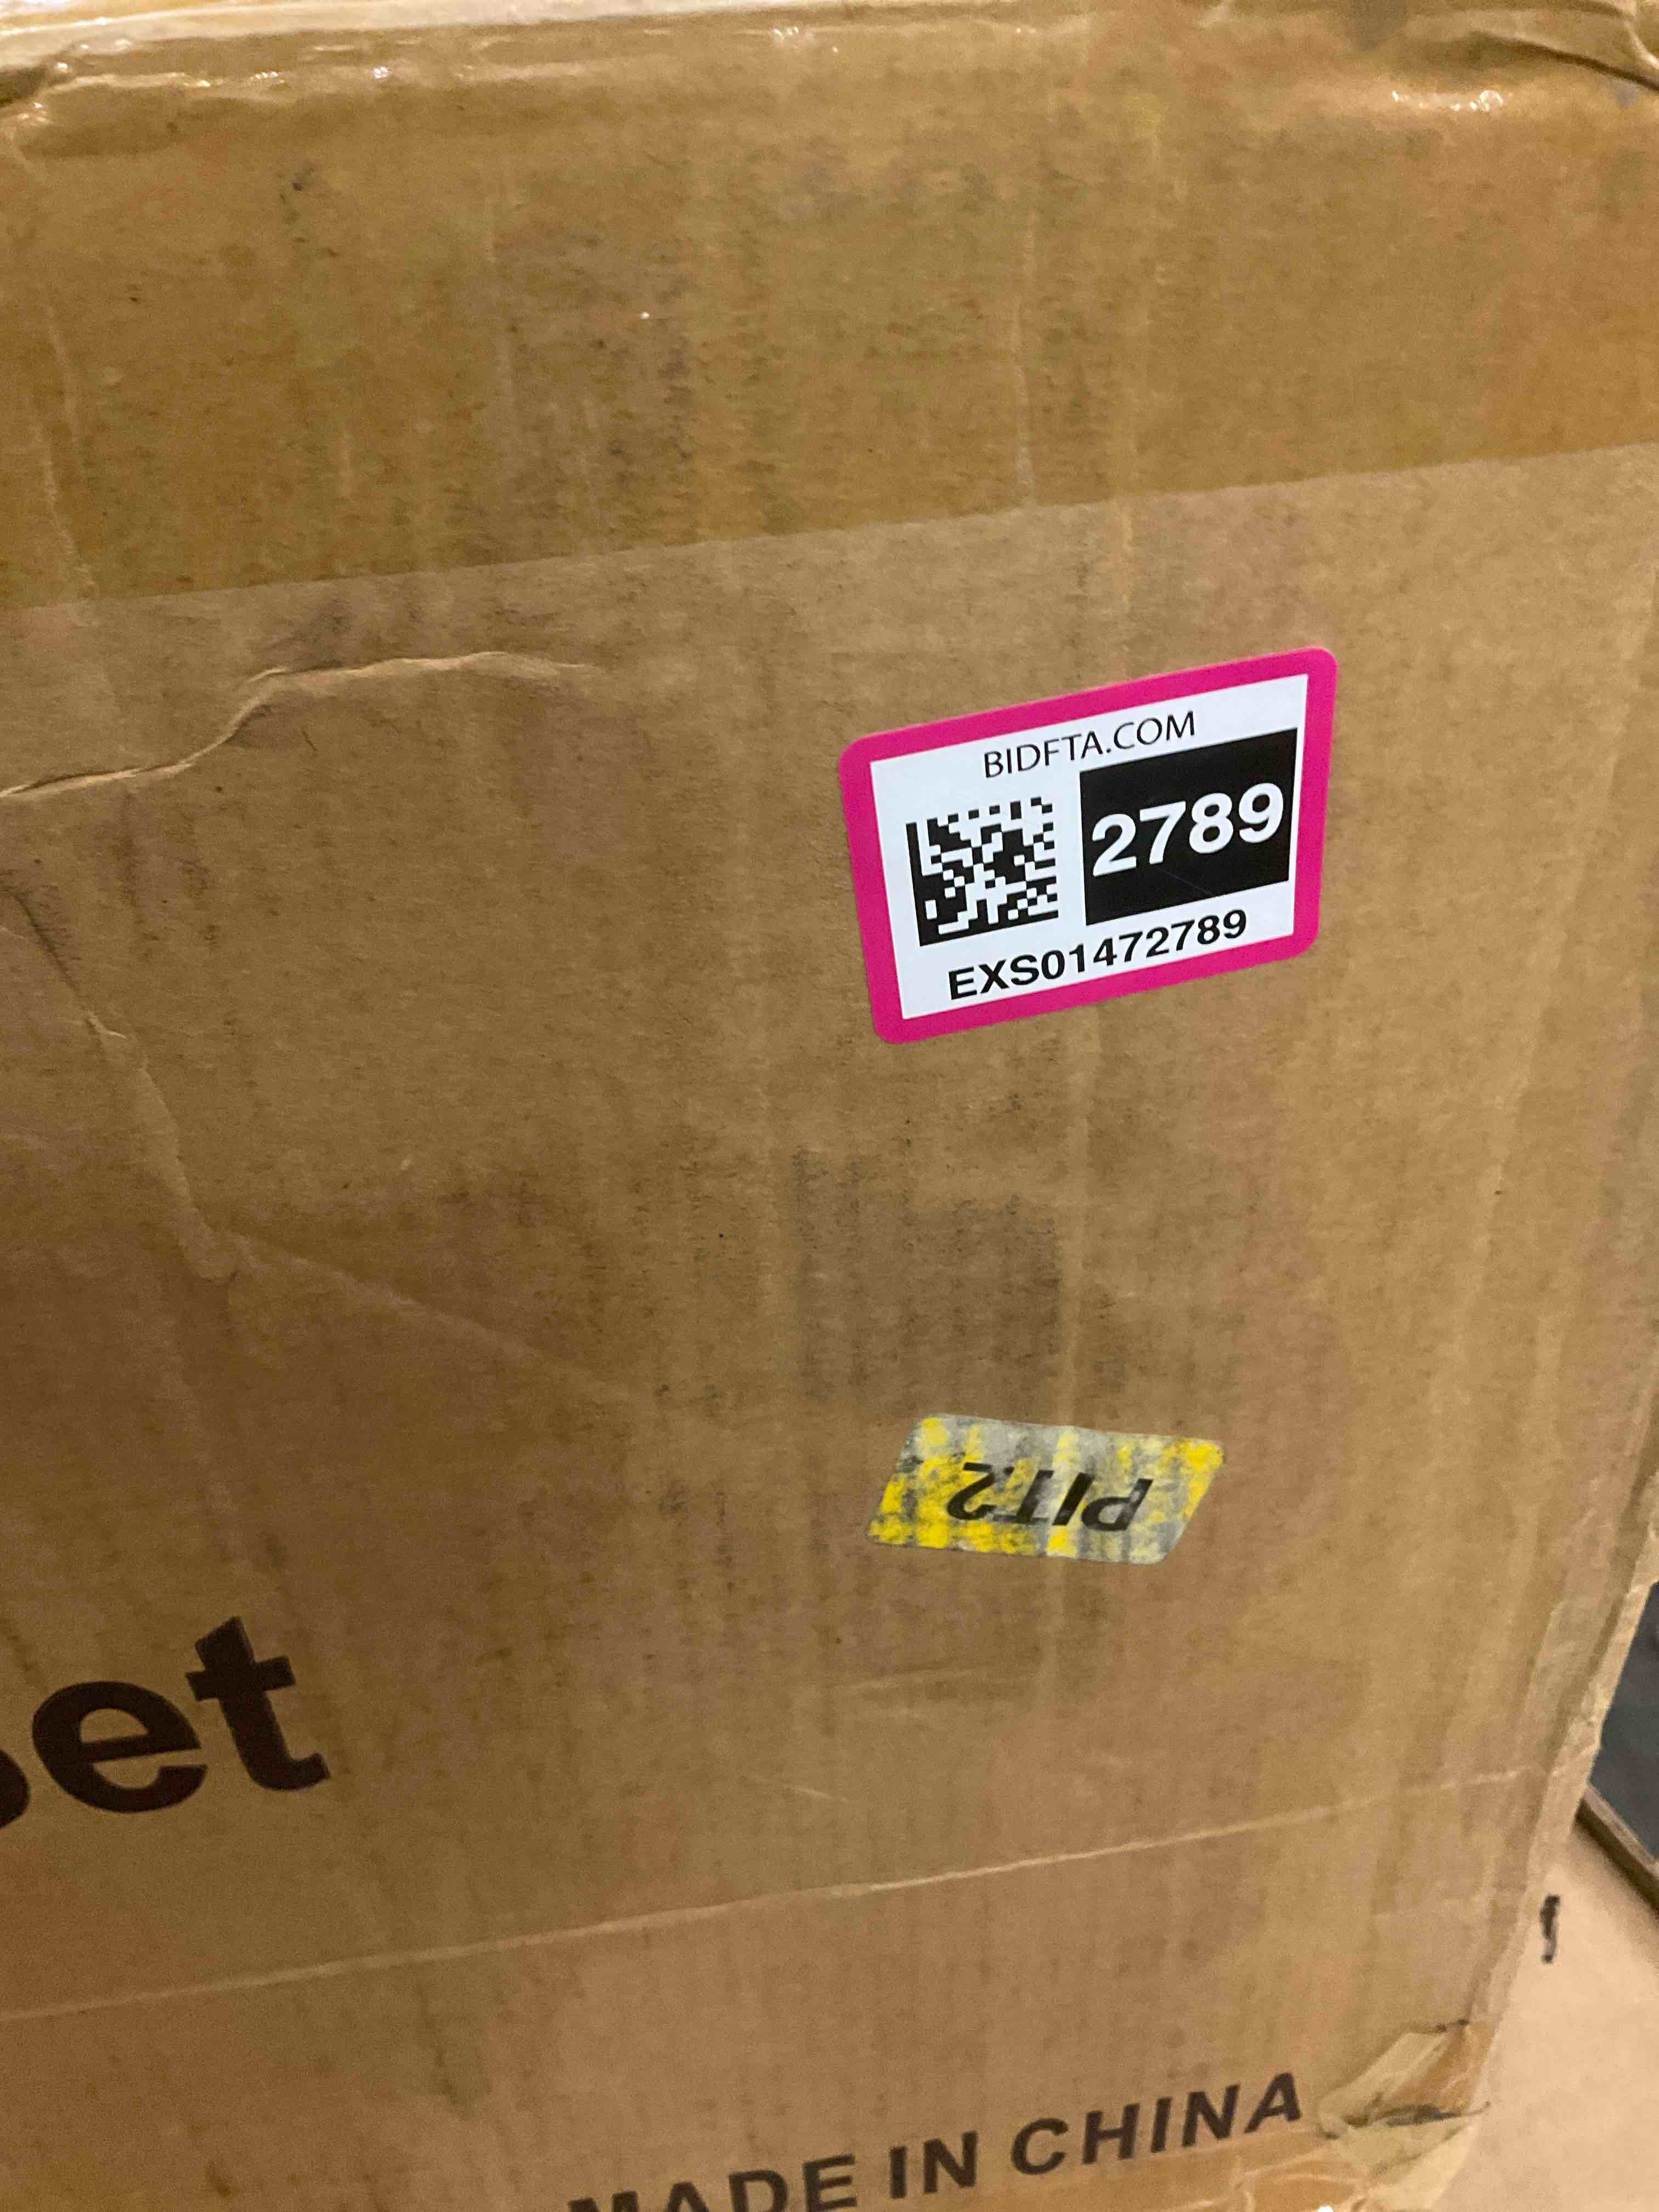 BIDFTA.COM
2789
EXS01472789
PIT2
et
MADE IN CHINA